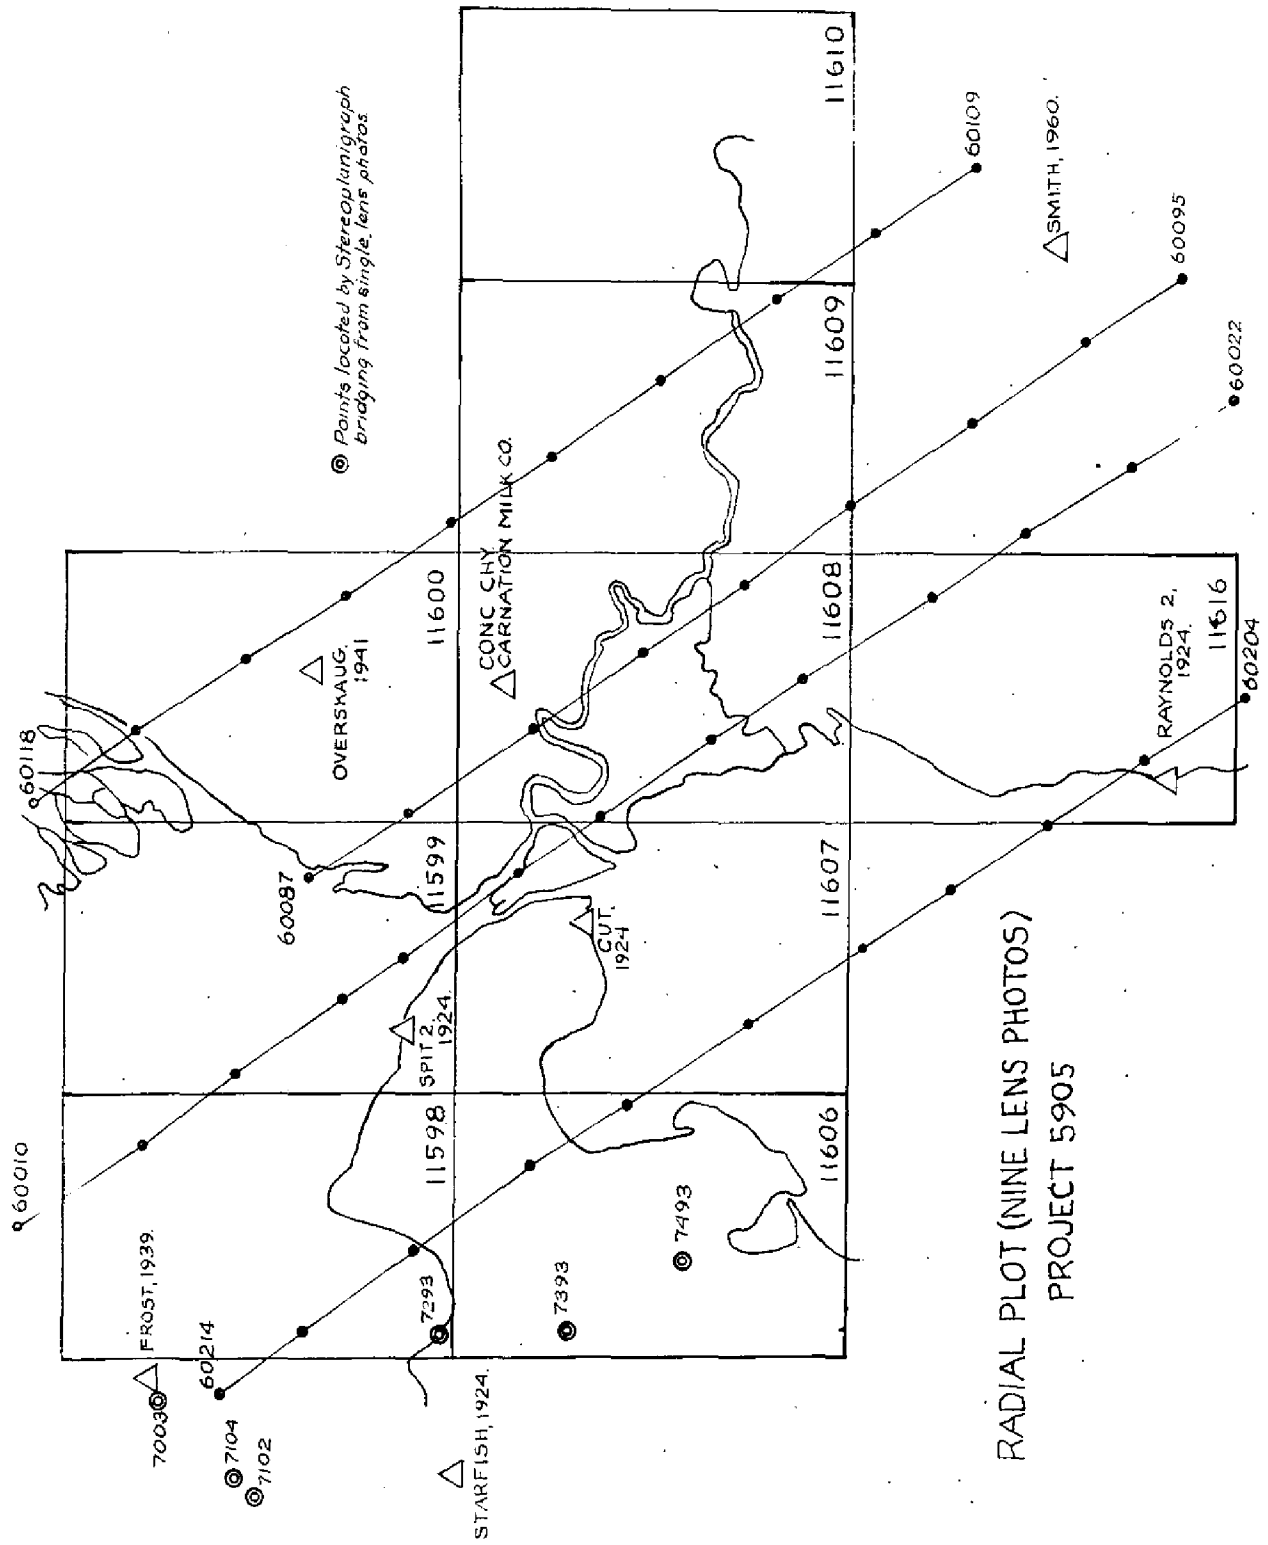 60010
60118
FROST, 1939.
7003
60214
7104
7102
STARFISH, 1924.
7293
7393
7493
11598
11606
SPIT 2,
1924.
CUT,
1924
60087
11599
11607
OVERSKAUG,
1941
11600
CONC CHY.
CARNATION MILK CO.
11608
RAYNOLDS 2,
1924.
11616
60204
Points located by Stereoplanigraph
bridging from single lens photos.
11609
11610
60109
SMITH, 1960.
60095
60022
RADIAL PLOT (NINE LENS PHOTOS)
PROJECT 5905